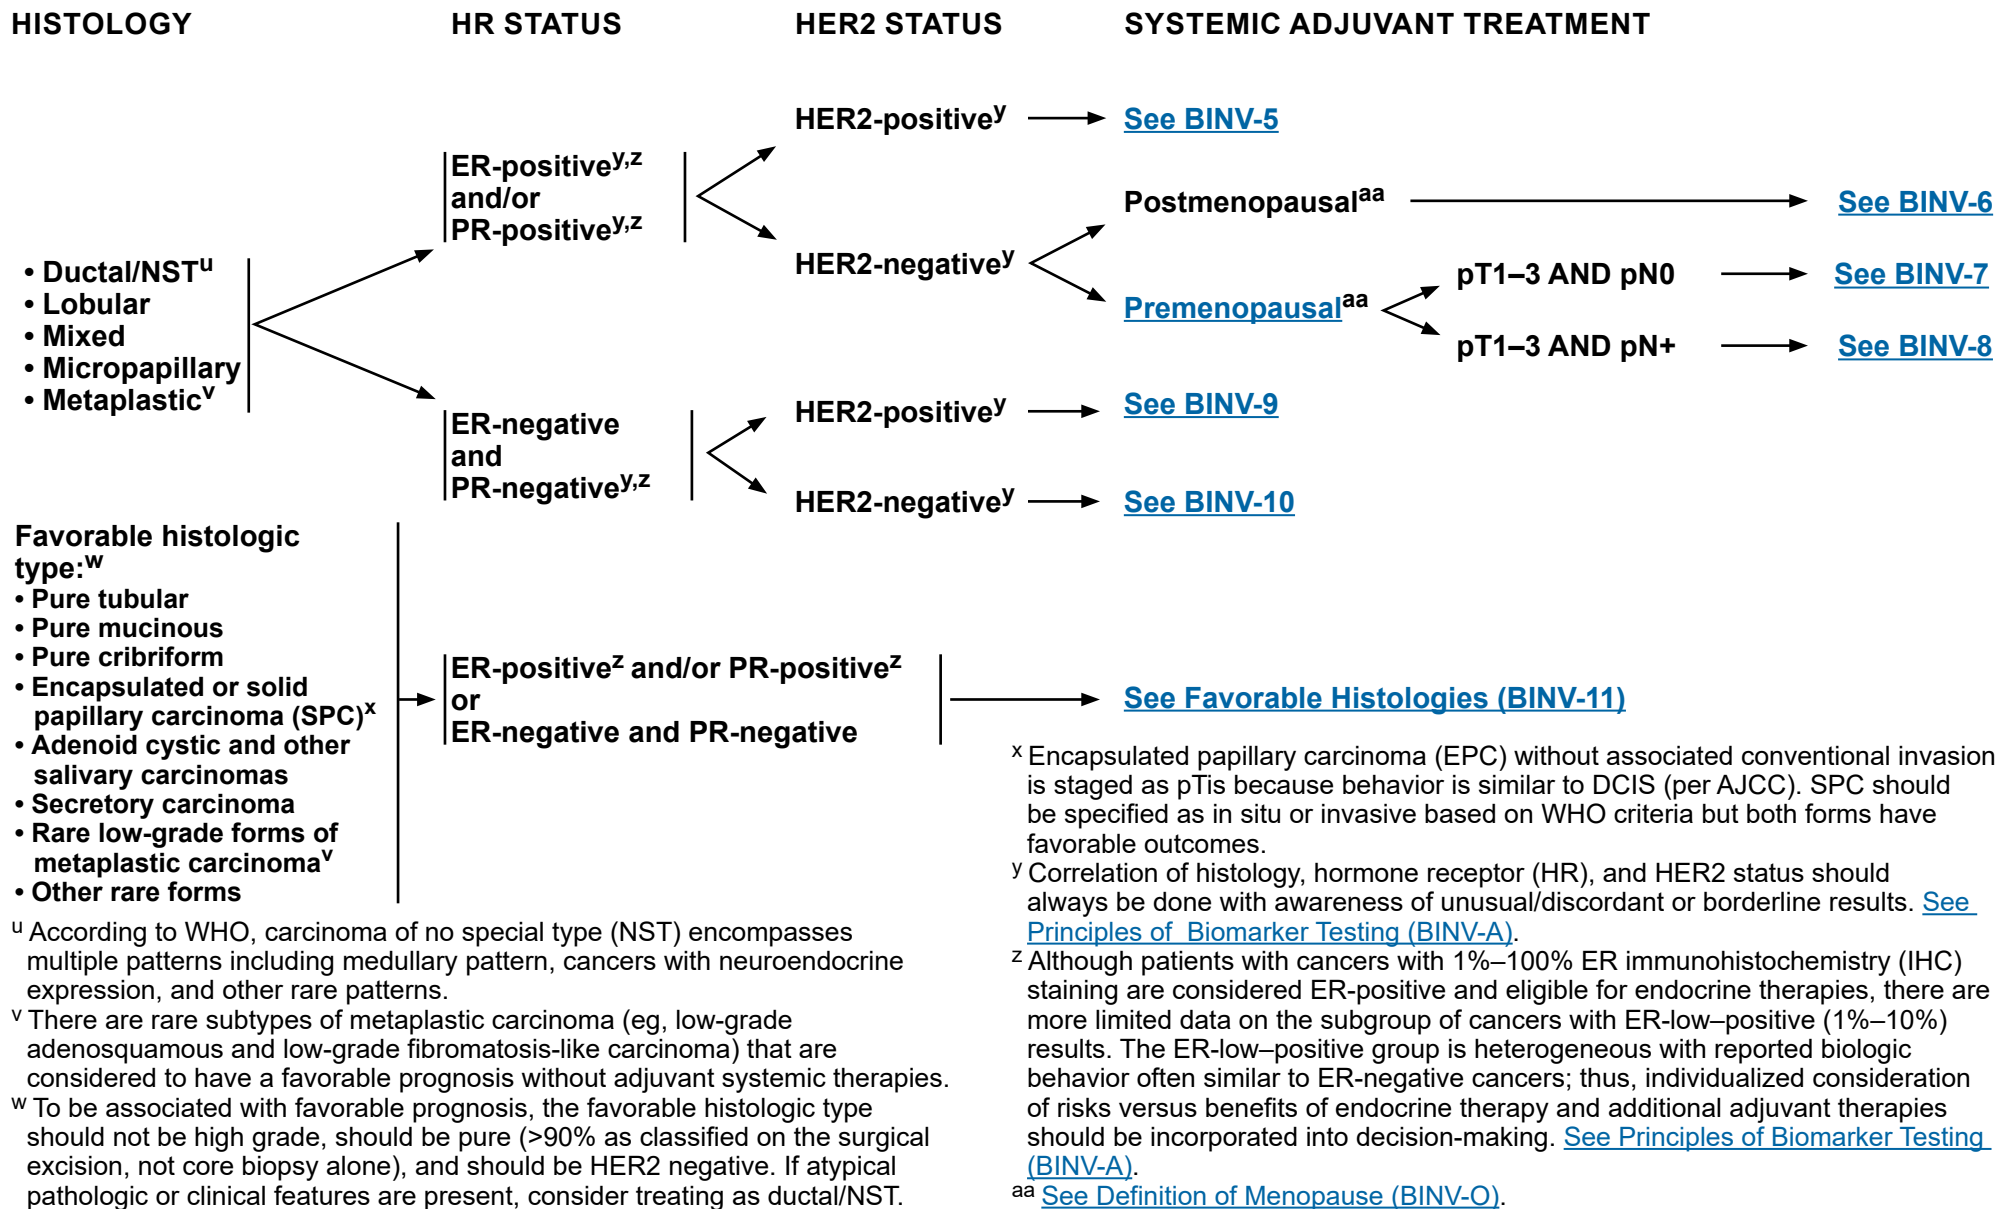 HISTOLOGY
HR STATUS
HER2 STATUS
SYSTEMIC ADJUVANT TREATMENT
• Ductal/NSTu
• Lobular
• Mixed
• Micropapillary
• Metaplasticv
ER-positivey,z
and/or
PR-positivey,z
HER2-positivey
See BINV-5
HER2-negativey
Postmenopausalaa
See BINV-6
Premenopausalaa
pT1–3 AND pN0
See BINV-7
pT1–3 AND pN+
See BINV-8
ER-negative
and
PR-negativey,z
HER2-positivey
See BINV-9
HER2-negativey
See BINV-10
Favorable histologic
type:w
• Pure tubular
• Pure mucinous
• Pure cribriform
• Encapsulated or solid
papillary carcinoma (SPC)x
• Adenoid cystic and other
salivary carcinomas
• Secretory carcinoma
• Rare low-grade forms of
metaplastic carcinomav
• Other rare forms
ER-positivez and/or PR-positivez
or
ER-negative and PR-negative
See Favorable Histologies (BINV-11)
u According to WHO, carcinoma of no special type (NST) encompasses
multiple patterns including medullary pattern, cancers with neuroendocrine
expression, and other rare patterns.
v There are rare subtypes of metaplastic carcinoma (eg, low-grade
adenosquamous and low-grade fibromatosis-like carcinoma) that are
considered to have a favorable prognosis without adjuvant systemic therapies.
w To be associated with favorable prognosis, the favorable histologic type
should not be high grade, should be pure (>90% as classified on the surgical
excision, not core biopsy alone), and should be HER2 negative. If atypical
pathologic or clinical features are present, consider treating as ductal/NST.
x Encapsulated papillary carcinoma (EPC) without associated conventional invasion
is staged as pTis because behavior is similar to DCIS (per AJCC). SPC should
be specified as in situ or invasive based on WHO criteria but both forms have
favorable outcomes.
y Correlation of histology, hormone receptor (HR), and HER2 status should
always be done with awareness of unusual/discordant or borderline results. See
Principles of Biomarker Testing (BINV-A).
z Although patients with cancers with 1%–100% ER immunohistochemistry (IHC)
staining are considered ER-positive and eligible for endocrine therapies, there are
more limited data on the subgroup of cancers with ER-low–positive (1%–10%)
results. The ER-low–positive group is heterogeneous with reported biologic
behavior often similar to ER-negative cancers; thus, individualized consideration
of risks versus benefits of endocrine therapy and additional adjuvant therapies
should be incorporated into decision-making. See Principles of Biomarker Testing
(BINV-A).
aa See Definition of Menopause (BINV-O).